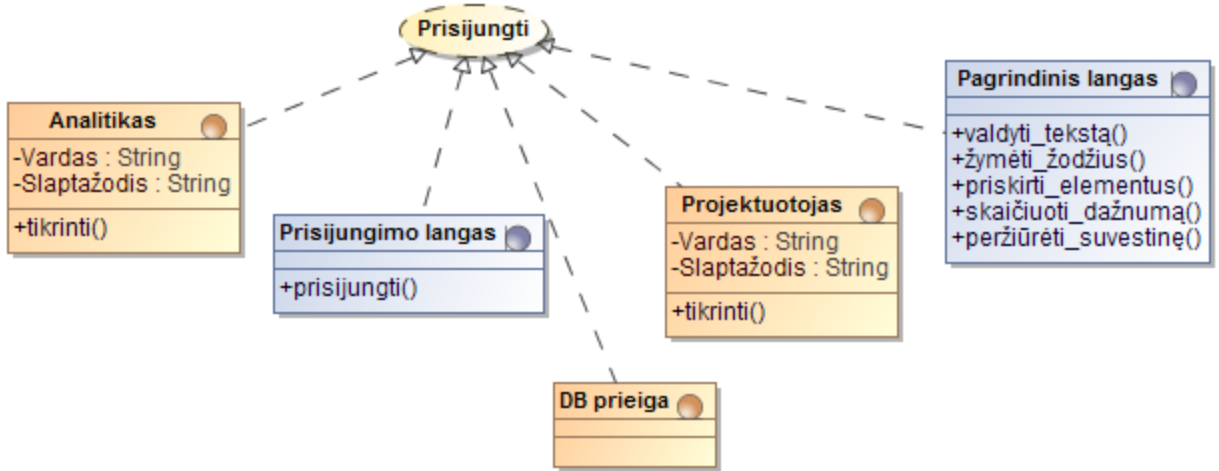 Prisijungti
Analitikas
-Vardas : String
-Slaptažodis : String
+tikrinti()
Prisijungimo langas
+prisijungti()
DB prieiga
Projektuotojas
-Vardas : String
-Slaptažodis : String
+tikrinti()
Pagrindinis langas
+valdyti_tekstą()
+žymėti_žodžius()
+priskirti_elementus()
+skaičiuoti_dažnumą()
+peržiūrėti_suvestinę()